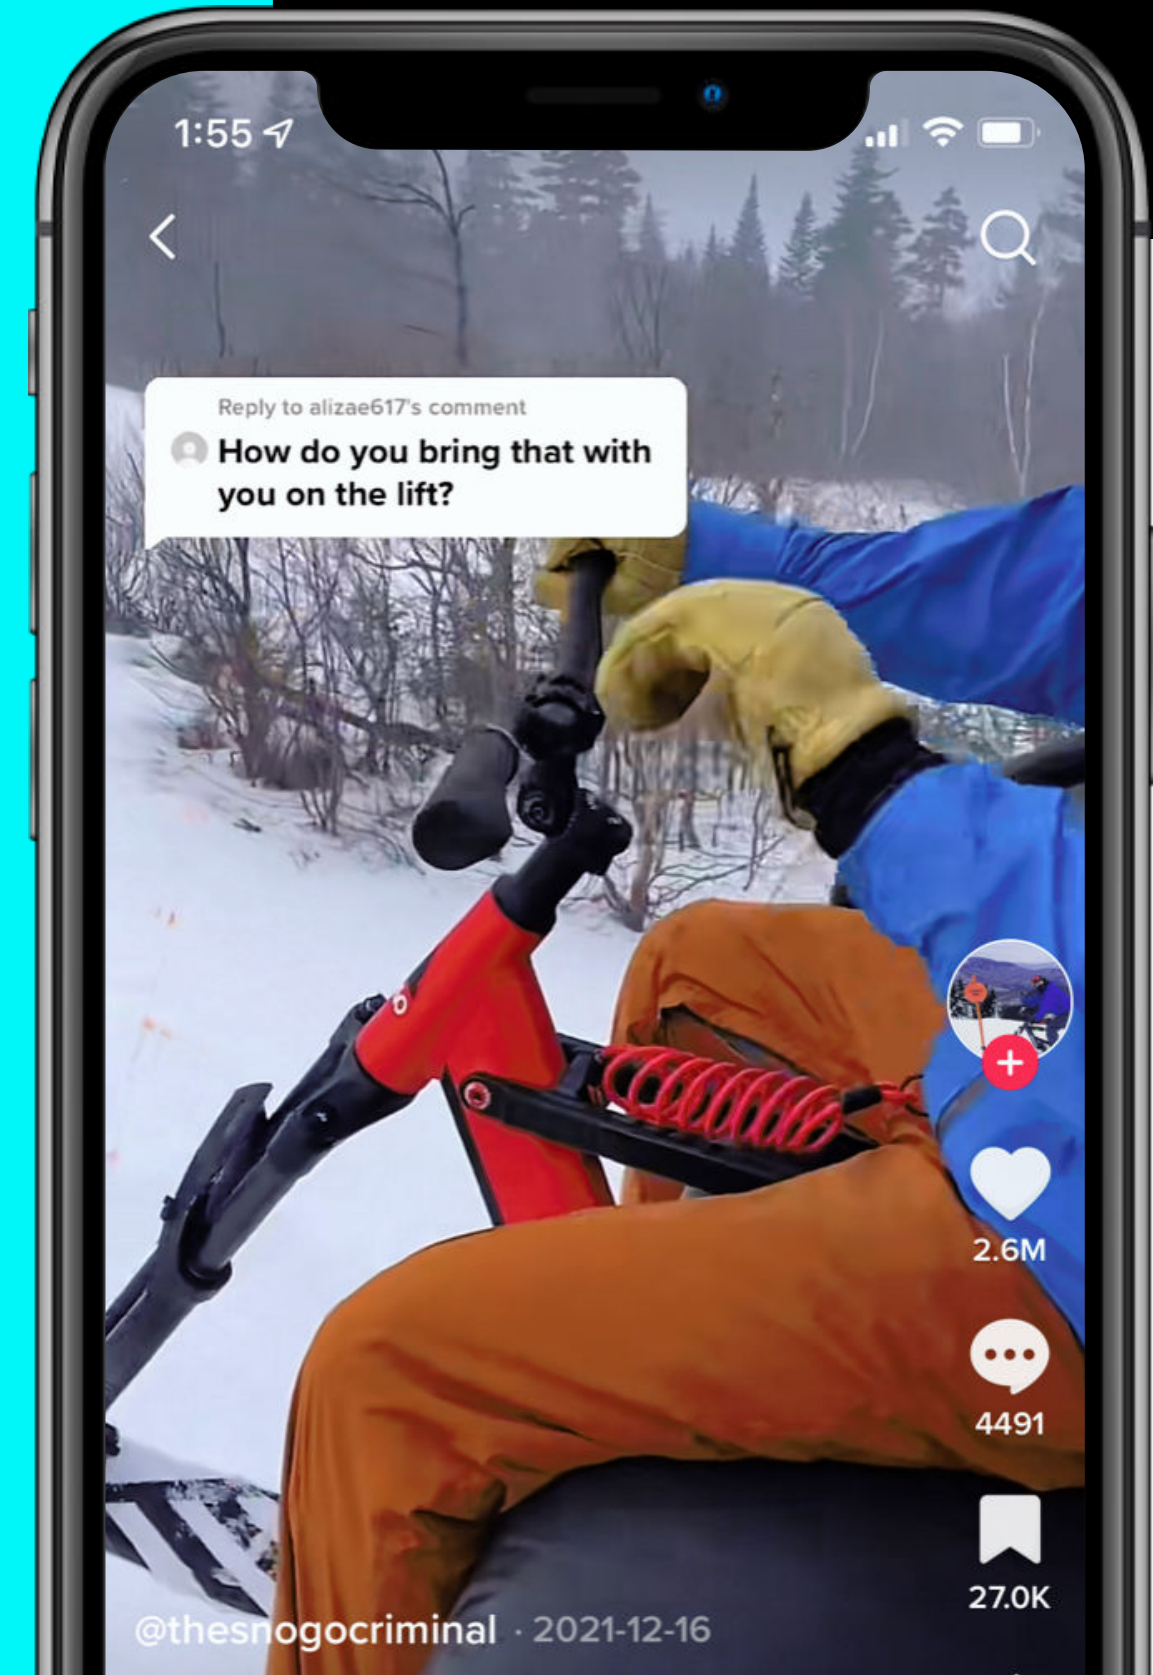 1:55
Reply to alizae617's comment
How do you bring that with
you on the lift?
2.6M
4491
27.0K
@thesnogocriminal · 2021-12-16